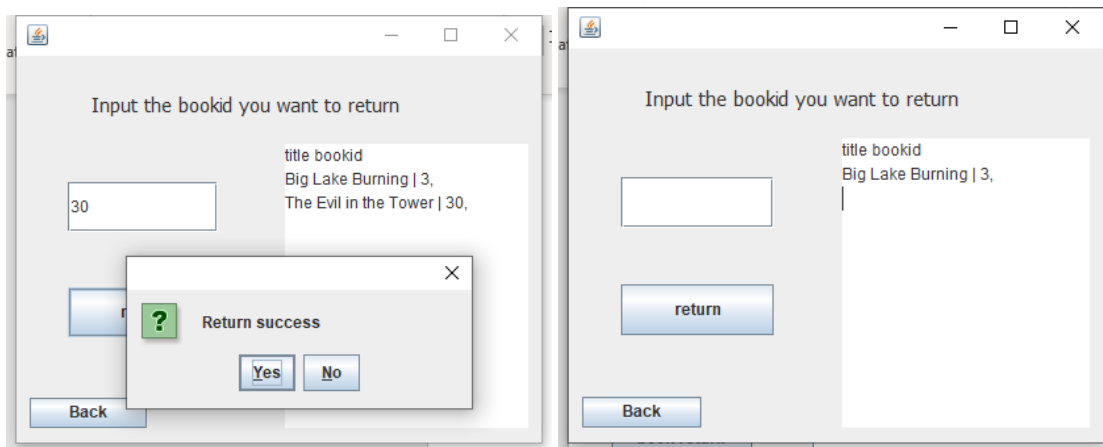 Input the bookid you want to return
title bookid
Big Lake Burning | 3,
The Evil in the Tower | 30,
30
Return success
Yes
No
Back
Input the bookid you want to return
title bookid
Big Lake Burning | 3,
return
Back